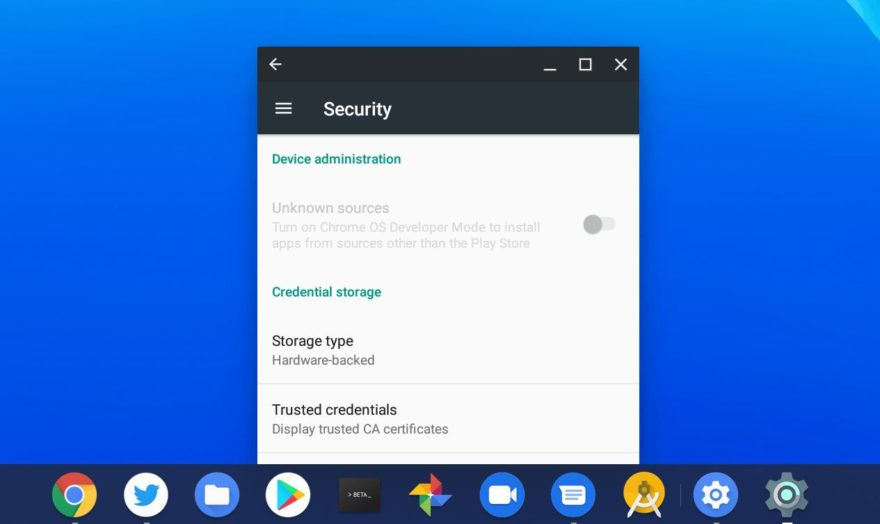 Security
Device administration
Unknown sources
Turn on Chrome OS Developer Mode to install
apps from sources other than the Play Store
Credential storage
Storage type
Hardware-backed
Trusted credentials
Display trusted CA certificates
> BETA_